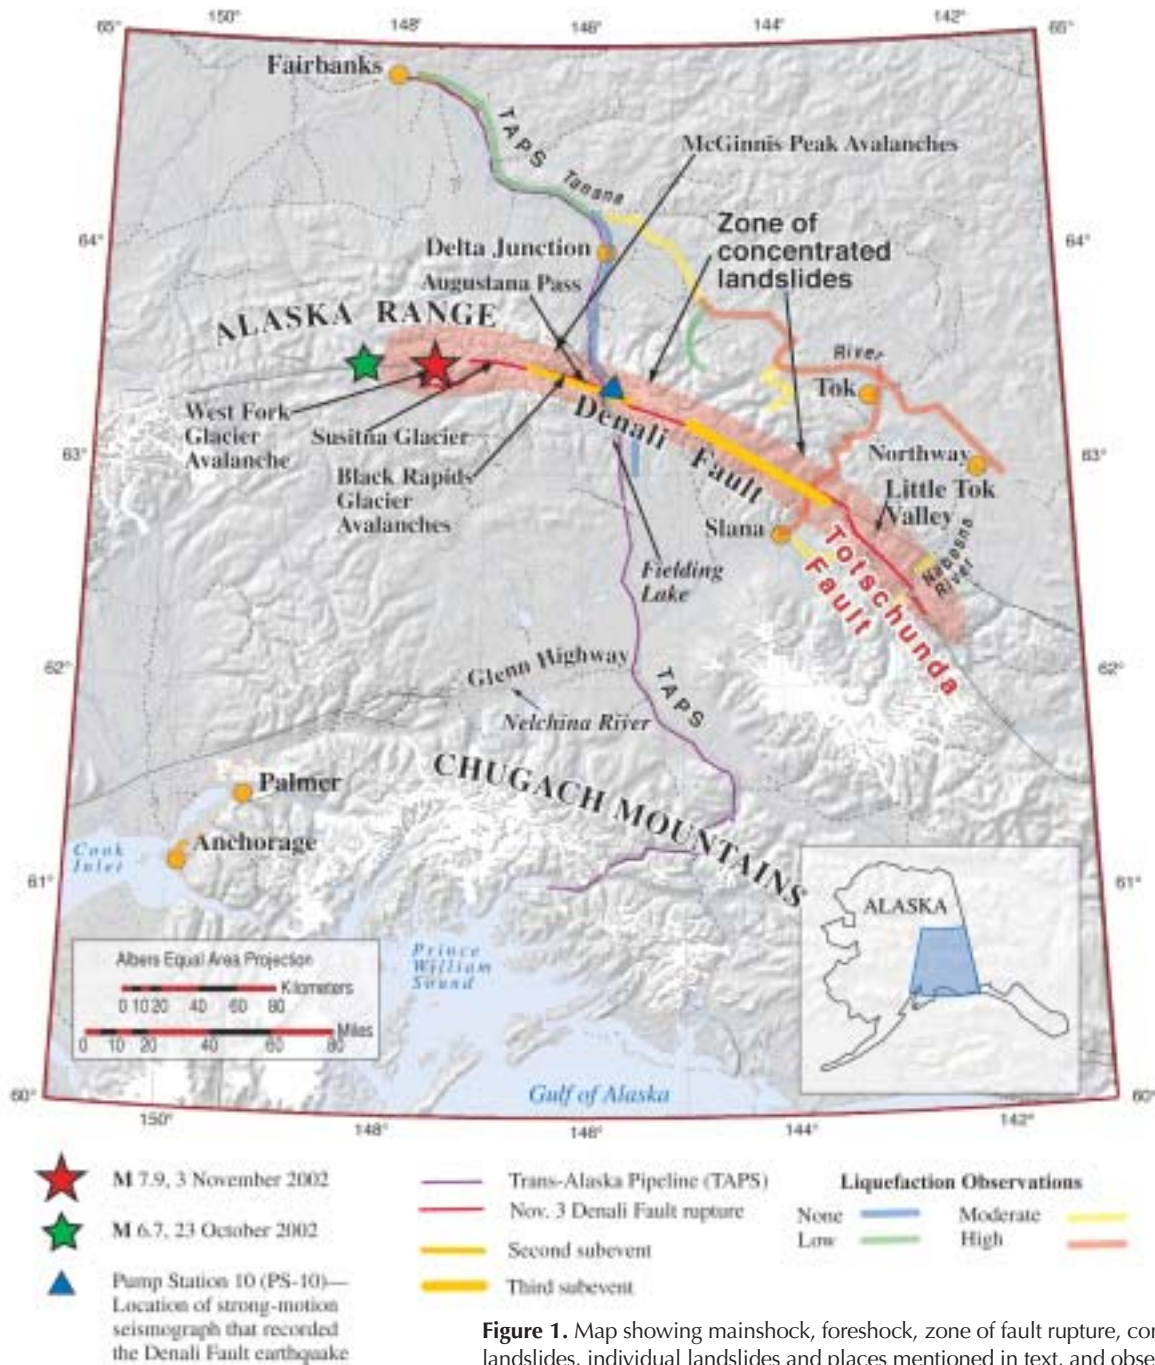 150°
148°
146°
144°
142°
65°
65°
Fairbanks
TAPS
McGinnis Peak Avalanches
Tanana
Zone of
concentrated
landslides
64°
64°
Delta Junction
Augustana Pass
ALASKA RANGE
River
Tok
West Fork
Glacier
Avalanche
Susitna Glacier
Denali Fault
63°
63°
Northway
Black Rapids
Glacier
Avalanches
Little Tok
Valley
Slana
Totschunda
Fault
Nabesna
River
Fielding
Lake
62°
62°
Glenn Highway
TAPS
Nelchina River
CHUGACH MOUNTAINS
Palmer
Anchorage
Cook
Inlet
61°
61°
ALASKA
Prince
William
Sound
Albers Equal Area Projection
Kilometers
0 10 20 40 60 80
Miles
0 10 20 40 60 80
Gulf of Alaska
60°
60°
150°
148°
146°
144°
142°
M 7.9, 3 November 2002
M 6.7, 23 October 2002
Pump Station 10 (PS-10)—
Location of strong-motion
seismograph that recorded
the Denali Fault earthquake
Trans-Alaska Pipeline (TAPS)
Nov. 3 Denali Fault rupture
Second subevent
Third subevent
Liquefaction Observations
None
Moderate
Low
High
Figure 1. Map showing mainshock, foreshock, zone of fault rupture, con
landslides, individual landslides and places mentioned in text, and obse